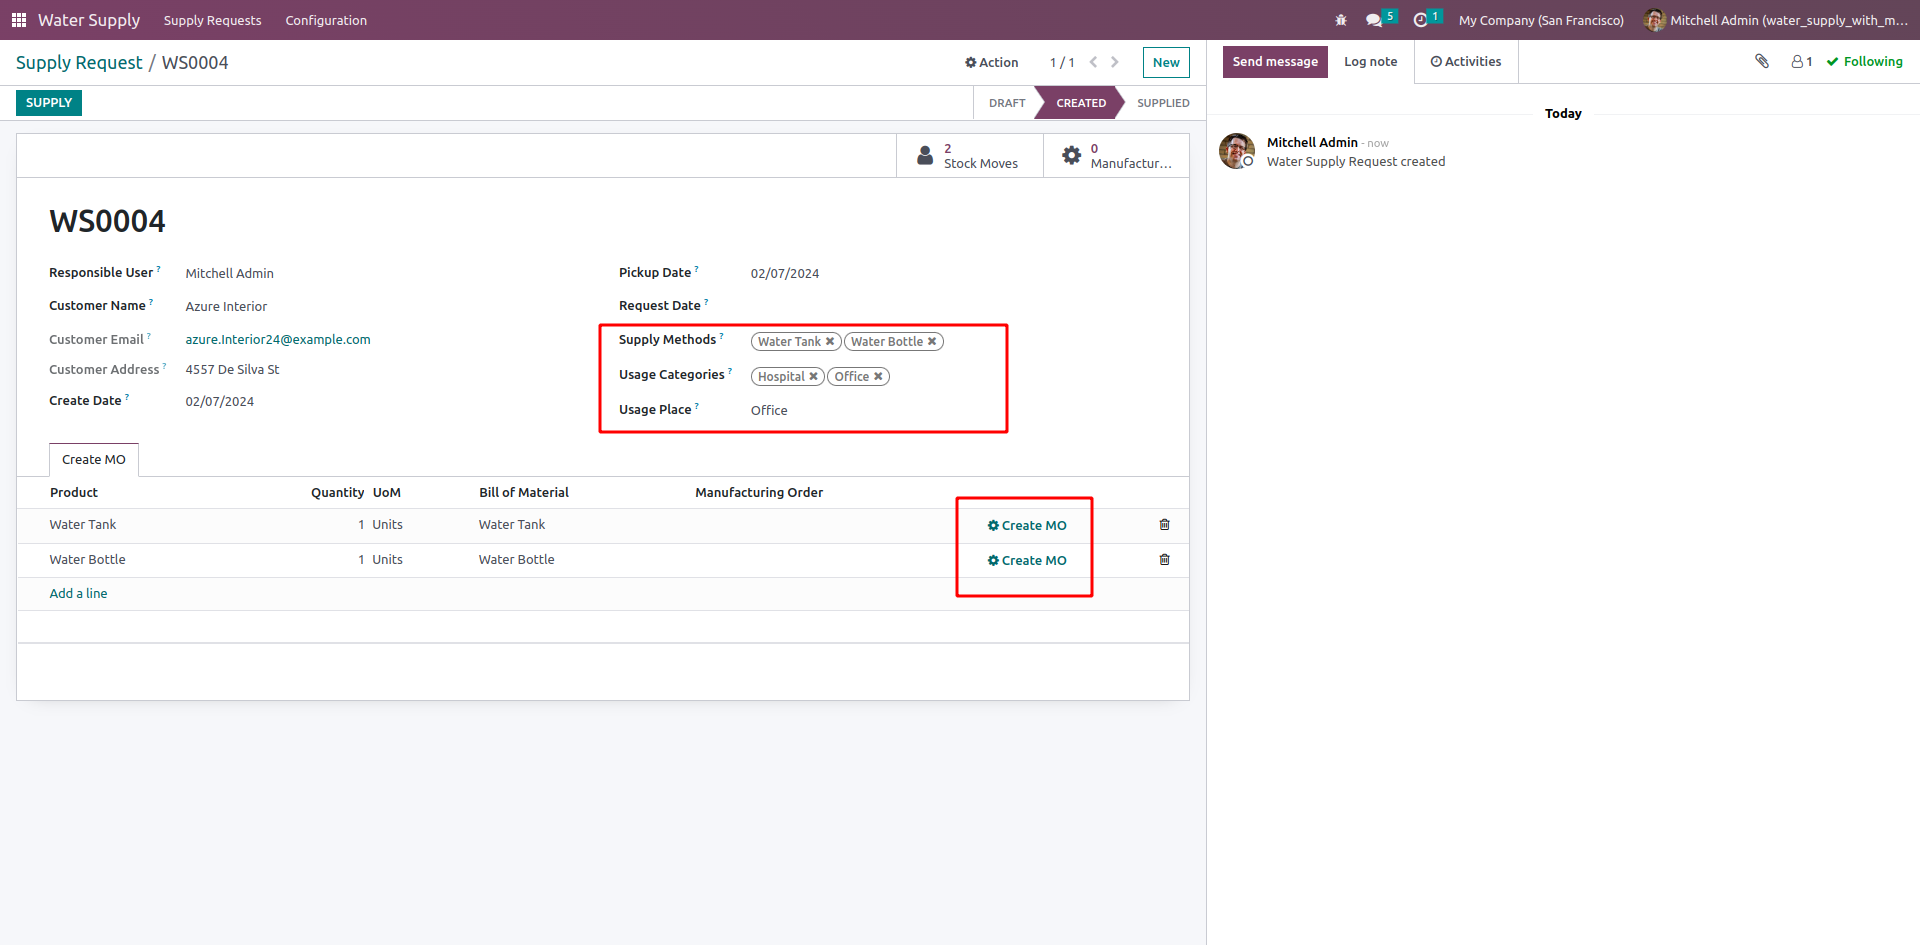 Water Supply Supply Requests Configuration 5 1 My Company (San Francisco) Mitchell Admin (water_supply_with_m...
Supply Request / WS0004 Action 1 / 1 New
SUPPLY DRAFT CREATED SUPPLIED
2 Stock Moves
0 Manufactur...
WS0004
Responsible User ? Mitchell Admin
Customer Name ? Azure Interior
Customer Email ? azure.Interior24@example.com
Customer Address ? 4557 De Silva St
Create Date ? 02/07/2024
Pickup Date ? 02/07/2024
Request Date ?
Supply Methods ? Water Tank ✖ Water Bottle ✖
Usage Categories ? Hospital ✖ Office ✖
Usage Place ? Office
Create MO
Product Quantity UoM Bill of Material Manufacturing Order
Water Tank 1 Units Water Tank Create MO
Water Bottle 1 Units Water Bottle Create MO
Add a line
Send message Log note Activities 1 Following
Today
Mitchell Admin - now
Water Supply Request created